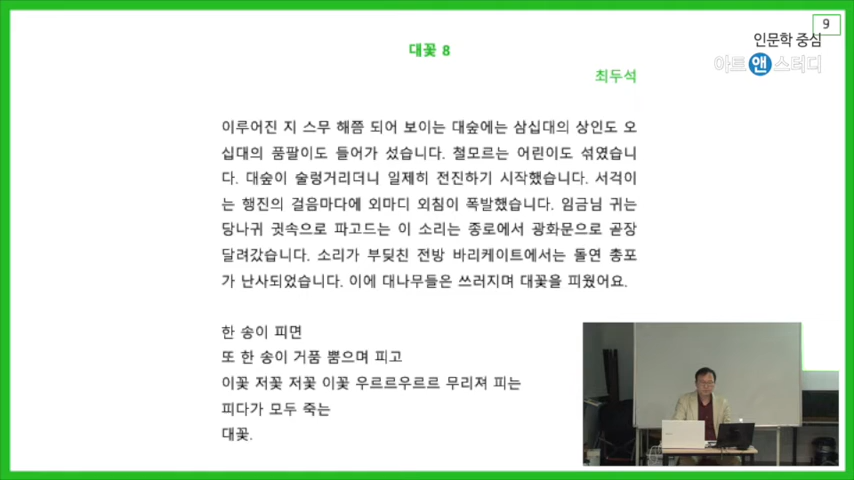 9
인문학 중심
아트앤스터디
대꽃 8
최두석
이루어진 지 스무 해쯤 되어 보이는 대숲에는 삼십대의 상인도 오
십대의 품팔이도 들어가 섰습니다. 철모르는 어린이도 섞였습니
다. 대숲이 술렁거리더니 일제히 전진하기 시작했습니다. 서걱이
는 행진의 걸음마다에 외마디 외침이 폭발했습니다. 임금님 귀는
당나귀 귓속으로 파고드는 이 소리는 종로에서 광화문으로 곧장
달려갔습니다. 소리가 부딪친 전방 바리케이트에서는 돌연 총포
가 난사되었습니다. 이에 대나무들은 쓰러지며 대꽃을 피웠어요.
한 송이 피면
또 한 송이 거품 뿜으며 피고
이꽃 저꽃 저꽃 이꽃 우르르우르르 무리져 피는
피다가 모두 죽는
대꽃.